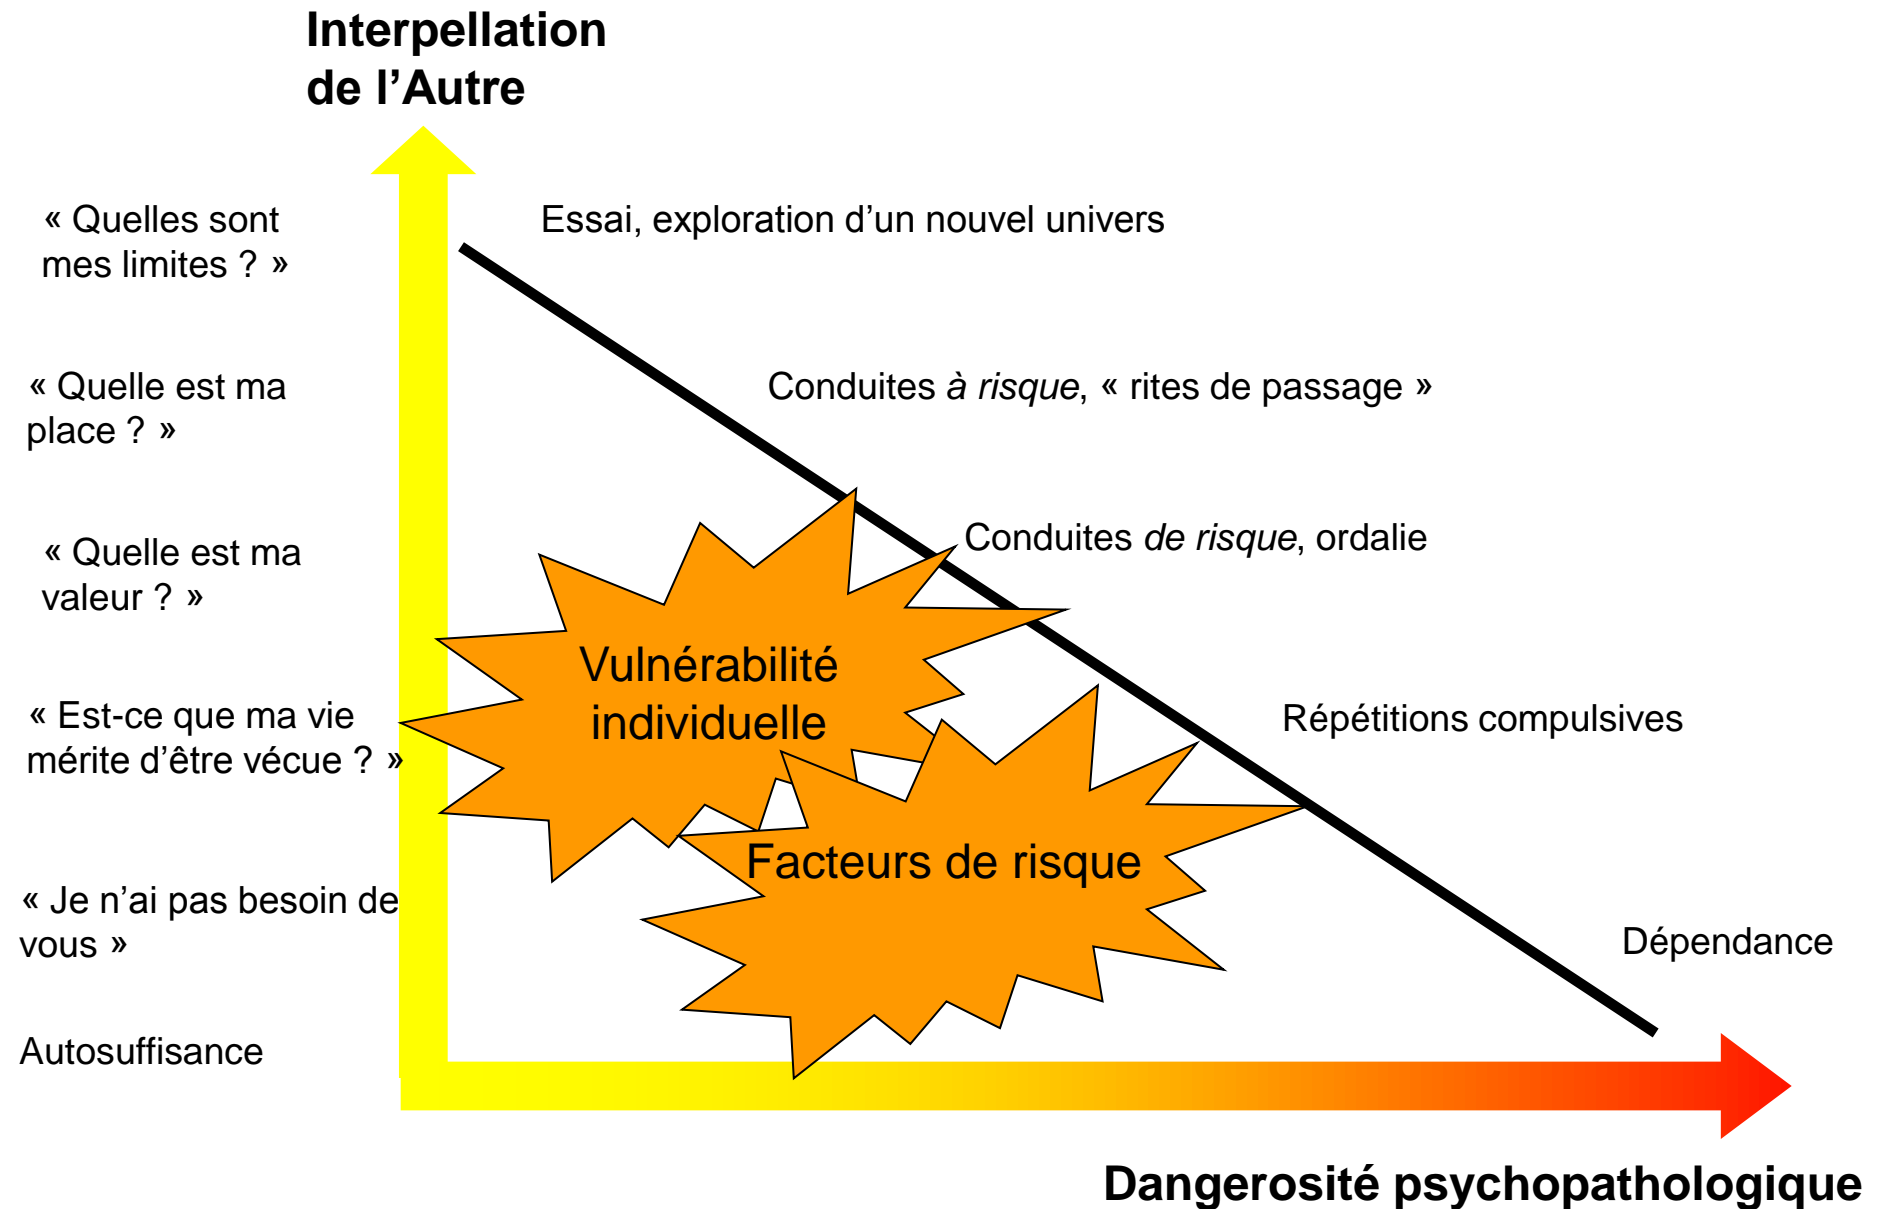 Interpellation
de l’Autre
« Quelles sont
mes limites ? »
Essai, exploration d’un nouvel univers
« Quelle est ma
place ? »
Conduites à risque, « rites de passage »
« Quelle est ma
valeur ? »
Conduites de risque, ordalie
Vulnérabilité
individuelle
« Est-ce que ma vie
mérite d’être vécue ? »
Répétitions compulsives
Facteurs de risque
« Je n’ai pas besoin de
vous »
Dépendance
Autosuffisance
Dangerosité psychopathologique